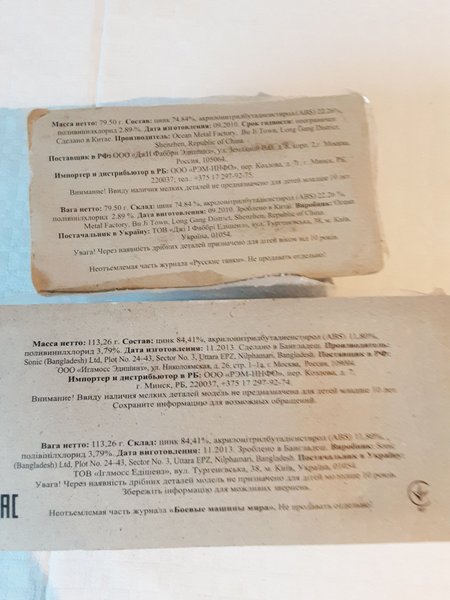 Масса нетто: 79.50 г. Состав: цинк 74.84%, акрилонитрилбутадиенстирол (ABS) 22.26%,
поливинилхлорид 2.89 %. Дата изготовления: 09.2010. Срок годности: неограничен
Сделано в Китае. Производитель: Ocean Metal Factory, Bu Ji Town, Long Gang District,
Shenzhen, Republic of China
Поставщик в РФ: ООО «ДжИ Фаббри Эдишинз», ул. корп. 2, г. Москва,
Россия, 105064.
Импортер и дистрибьютор в РБ: ООО «РЭМ-ИНФО», пер. Козлова, д. 7, г. Минск, РБ,
220037; тел.: +375 17 297-92-75.
Внимание! Ввиду наличия мелких деталей не предназначено для детей младше 10 лет.
Вага нетто: 79.50 г. Склад: цинк 74.84 %, акрилонітрилбутадієнстирол (ABS) 22.26 %,
полівінілхлорид 2.89 %. Дата виготовлення: 09.2010 Зроблено в Китаї. Виробник: Ocean
Metal Factory, Bu Ji Town, Long Gang District, Shenzhen, Republic of China.
Постачальник в Україну: ТОВ «Джі І Фаббрі Едішенз», вул. Тургенєвська, 38, м. Київ,
Україна, 01054.
Увага! Через наявність дрібних деталей призначено для дітей віком від 10 років.
Неотъемлемая часть журнала «Русские танки». Не продавать отдельно!
Масса нетто: 113,26 г. Состав: цинк 84,41%, акрилонитрилбутадиенстирол (ABS) 11,80%,
поливинилхлорид 3,79%. Дата изготовления: 11.2013. Сделано в Бангладеш. Производитель:
Sonic (Bangladesh) Ltd, Plot No. 24-43, Sector No. 3, Uttara EPZ, Nilphamari, Bangladesh. Поставщик в РФ:
ООО «Иглмосс Эдишинз», ул. Николоямская, д. 26, стр. 1-1а, г. Москва, Россия,
Импортер и дистрибьютор в РБ: ООО «РЭМ-ИНФО», пер. Козлова, д. 7,
г. Минск, РБ, 220037, +375 17 297-92-74.
Внимание! Ввиду наличия мелких деталей модель не предназначена для детей младше 10 лет.
Сохраните информацию для возможных обращений.
Вага нетто: 113,26 г. Склад: цинк 84,41%, акрилонітрилбутадієнстирол (ABS) 11,80%,
полівінілхлорид 3,79%. Дата виготовлення: 11.2013. Зроблено в Бангладеш. Виробник: Sonic
(Bangladesh) Ltd, Plot No. 24-43, Sector No. 3, Uttara EPZ, Nilphamari, Bangladesh. Постачальник в Україну:
ТОВ «Іглмосс Едішенз», вул. Тургенєвська, 38, м. Київ, Україна, 01054.
Увага! Через наявність дрібних деталей модель не призначено для дітей молодше 10 років.
Збережіть інформацію для можливих звернень.
EAC
Неотъемлемая часть журнала «Боевые машины мира». Не продавать отдельно!